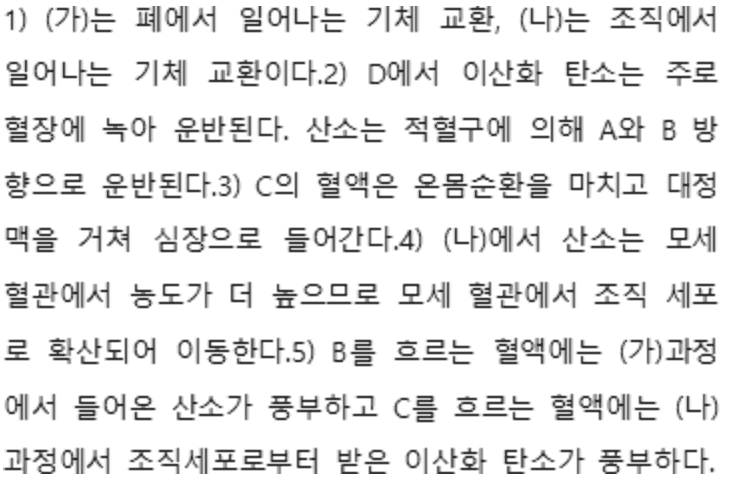 1) (가)는 폐에서 일어나는 기체 교환, (나)는 조직에서
일어나는 기체 교환이다.2) D에서 이산화 탄소는 주로
혈장에 녹아 운반된다. 산소는 적혈구에 의해 A와 B 방
향으로 운반된다.3) C의 혈액은 온몸순환을 마치고 대정
맥을 거쳐 심장으로 들어간다.4) (나)에서 산소는 모세
혈관에서 농도가 더 높으므로 모세 혈관에서 조직 세포
로 확산되어 이동한다.5) B를 흐르는 혈액에는 (가)과정
에서 들어온 산소가 풍부하고 C를 흐르는 혈액에는 (나)
과정에서 조직세포로부터 받은 이산화 탄소가 풍부하다.